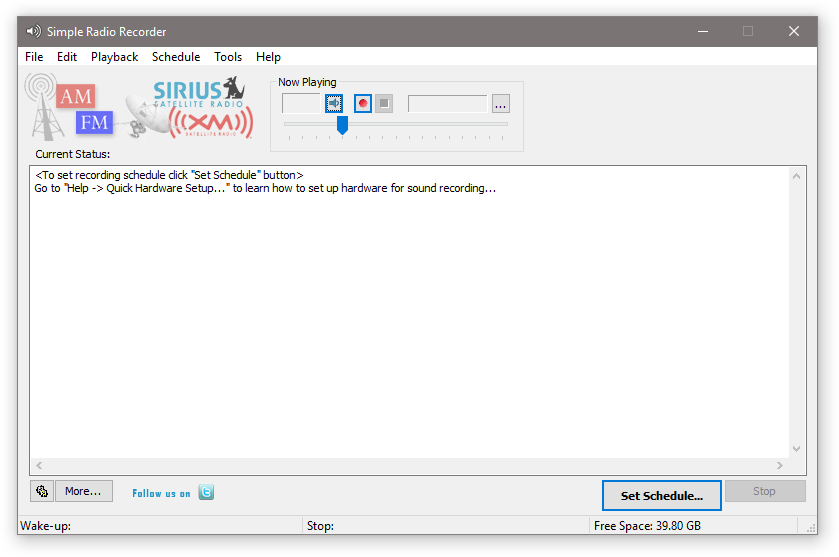 Simple Radio Recorder
File Edit Playback Schedule Tools Help
AM
FM
SIRIUS
SATELLITE RADIO
((XM))
SATELLITE RADIO
Now Playing
...
Current Status:
<To set recording schedule click "Set Schedule" button>
Go to "Help -> Quick Hardware Setup..." to learn how to set up hardware for sound recording...
More...
Follow us on
Set Schedule...
Stop
Wake-up:
Stop:
Free Space: 39.80 GB